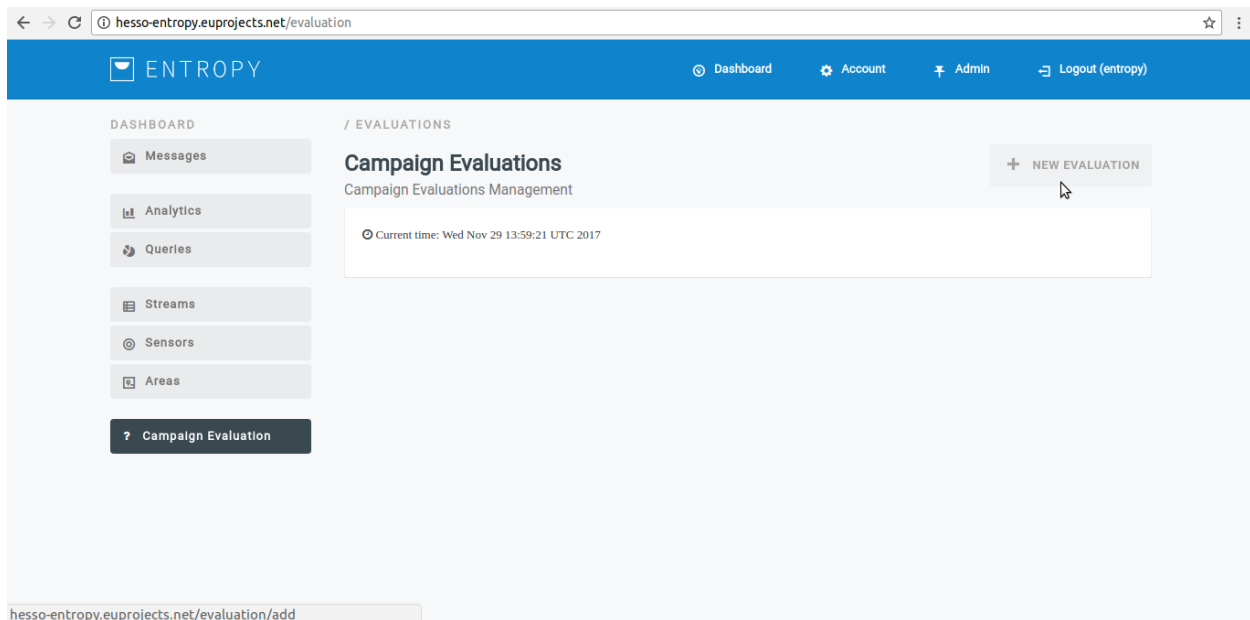 hesso-entropy.euprojects.net/evaluation
ENTROPY
Dashboard
Account
Admin
Logout (entropy)
DASHBOARD
Messages
Analytics
Queries
Streams
Sensors
Areas
? Campaign Evaluation
/ EVALUATIONS
Campaign Evaluations
Campaign Evaluations Management
+ NEW EVALUATION
Current time: Wed Nov 29 13:59:21 UTC 2017
hesso-entropy.euprojects.net/evaluation/add